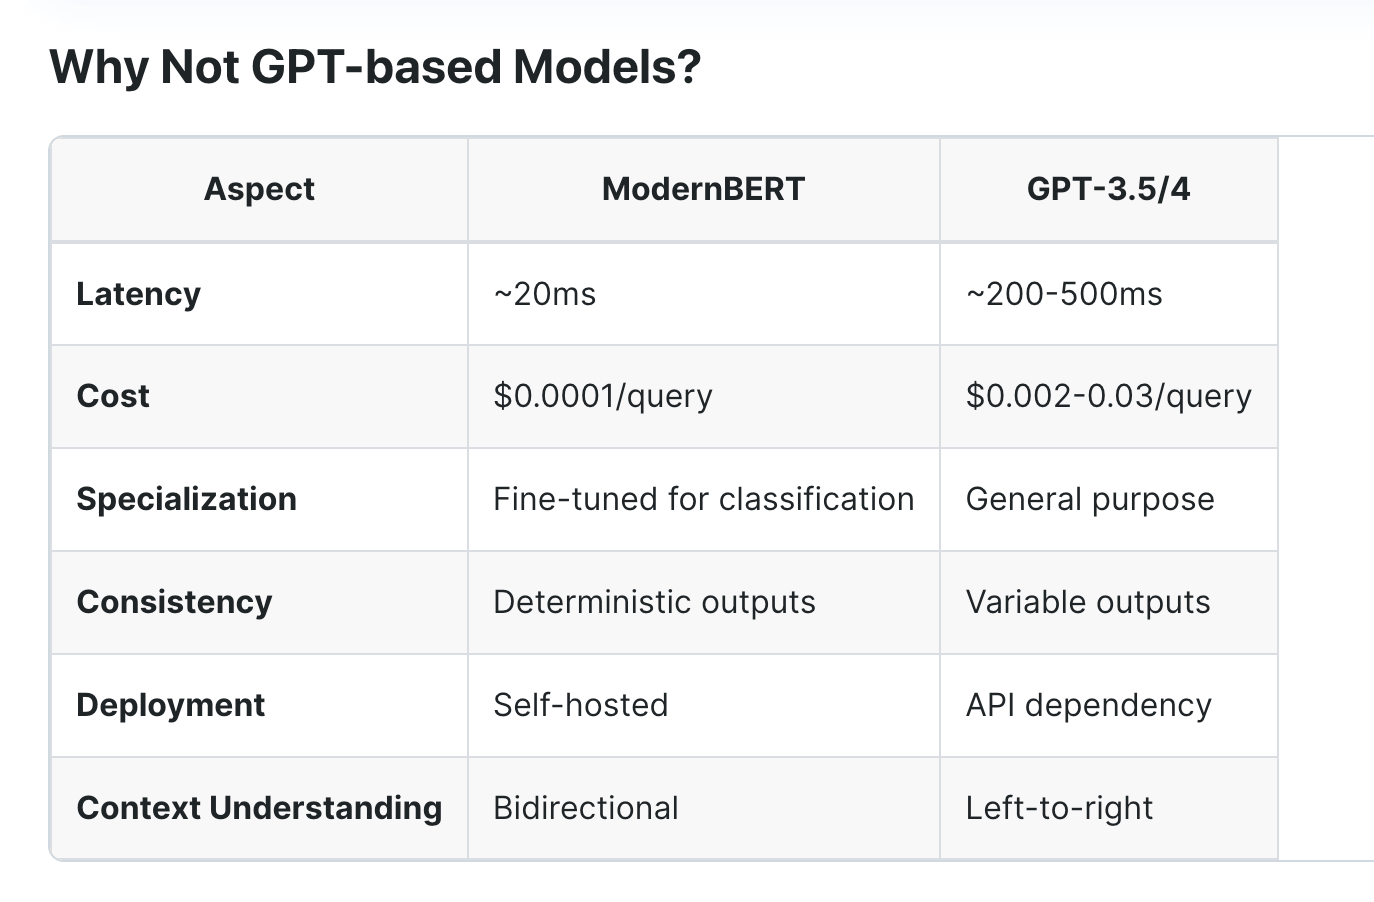 Why Not GPT-based Models?
Aspect ModernBERT GPT-3.5/4
Latency ~20ms ~200-500ms
Cost $0.0001/query $0.002-0.03/query
Specialization Fine-tuned for classification General purpose
Consistency Deterministic outputs Variable outputs
Deployment Self-hosted API dependency
Context Understanding Bidirectional Left-to-right